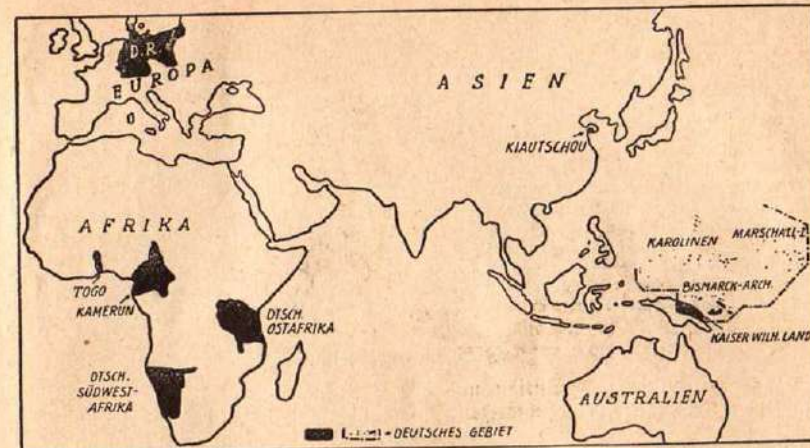 D. R.
EUROPA
ASIEN
KIAUTSCHOU
AFRIKA
KAROLINEN
MARSCHALL-I.
TOGO
KAMERUN
BISMARCK-ARCH.
DTSCH.
OSTAFRIKA
KAISER WILH. LAND
DTSCH.
SÜDWEST-
AFRIKA
AUSTRALIEN
- DEUTSCHES GEBIET